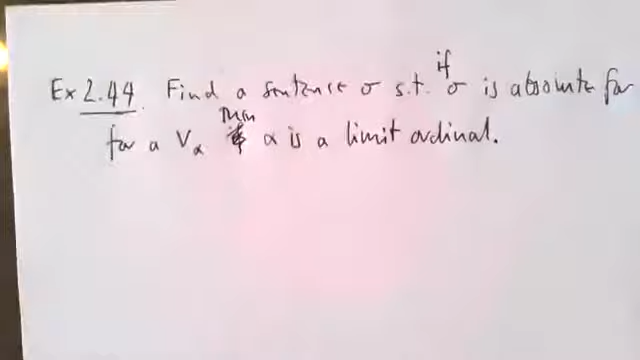 Ex 2.44. Find a sentence σ s.t. if σ is absolute for
for a Vα then α is a limit ordinal.